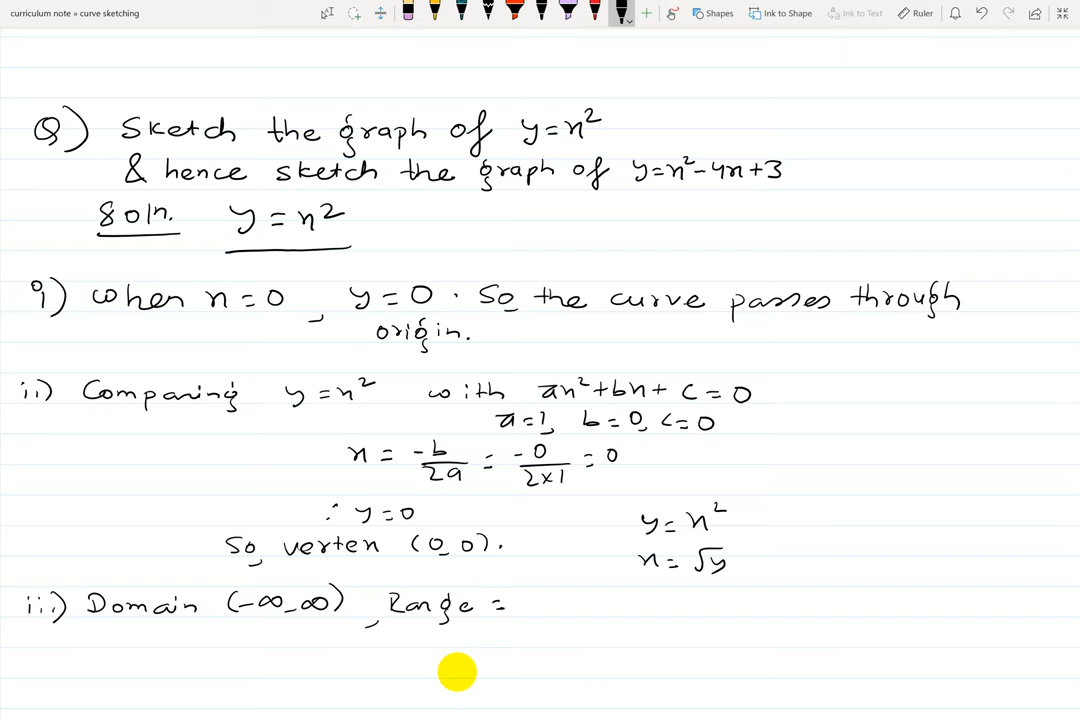 curriculum note » curve sketching
Shapes Ink to Shape Ink to Text Ruler
Q) Sketch the graph of y=x²
& hence sketch the graph of y=x²-4x+3
Soln. y=x²
i) when x=0, y=0. So the curve passes through
origin.
ii) Comparing y=x² with ax²+bx+c=0
a=1, b=0, c=0
x = -b/2a = -0/2×1 = 0
∴ y=0
y=x²
So, vertex (0,0).
x=√y
iii) Domain (-∞,∞), Range =